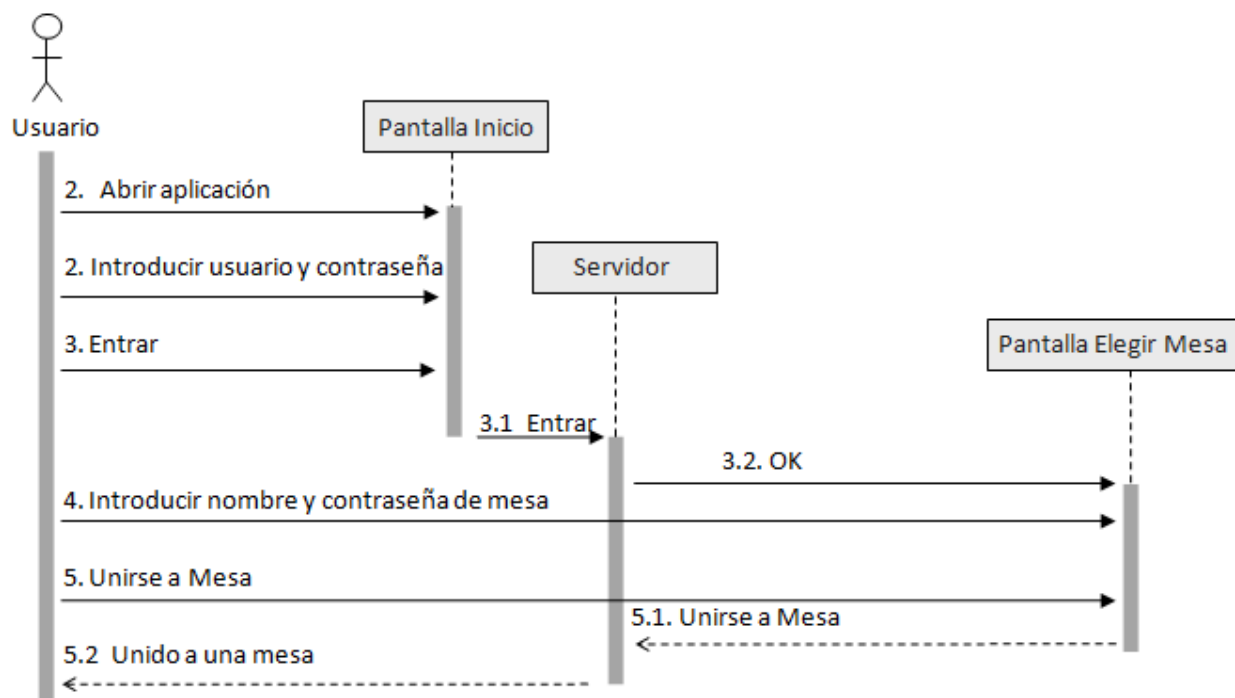 Usuario
Pantalla Inicio
2. Abrir aplicación
2. Introducir usuario y contraseña
Servidor
3. Entrar
Pantalla Elegir Mesa
3.1 Entrar
3.2. OK
4. Introducir nombre y contraseña de mesa
5. Unirse a Mesa
5.1. Unirse a Mesa
5.2 Unido a una mesa